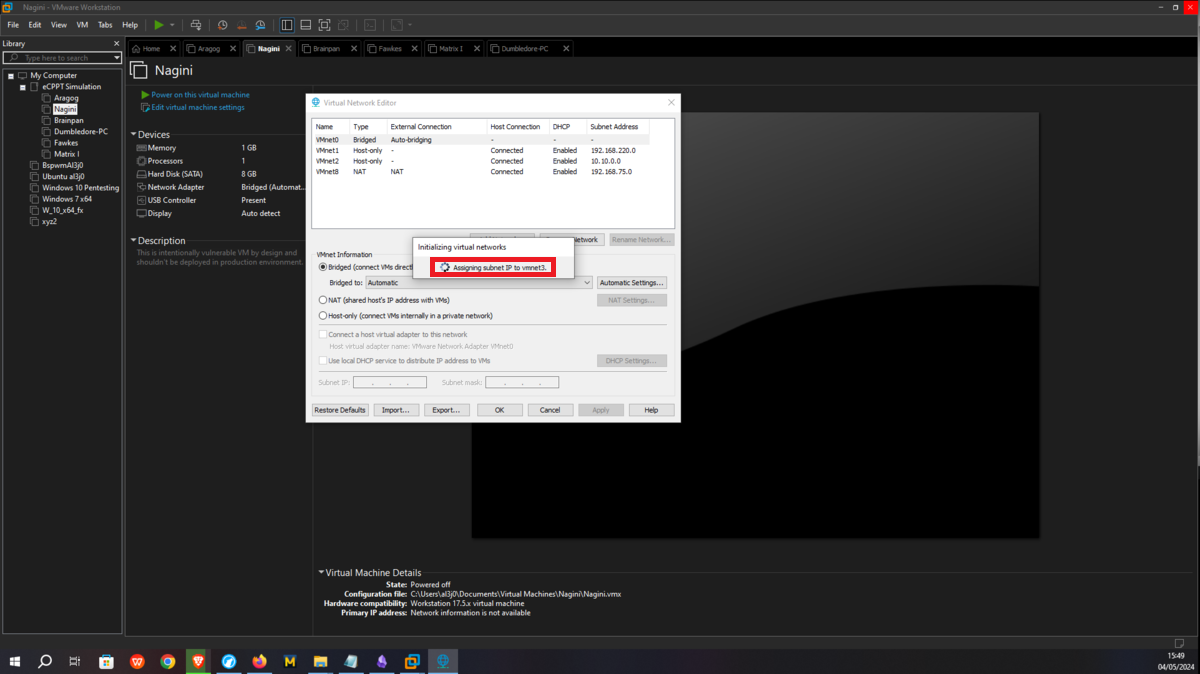 Nagini - VMware Workstation
File Edit View VM Tabs Help
Library
Type here to search
My Computer
eCPPT Simulation
Aragog
Nagini
Brainpan
Dumbledore-PC
Fawkes
Matrix I
BspwmAl3j0
Ubuntu al3j0
Windows 10 Pentesting
Windows 7 x64
W_10_x64_fx
xyz2
Home Aragog Nagini Brainpan Fawkes Matrix I Dumbledore-PC
Nagini
Power on this virtual machine
Edit virtual machine settings
Devices
Memory 1 GB
Processors 1
Hard Disk (SATA) 8 GB
Network Adapter Bridged (Automat...
USB Controller Present
Display Auto detect
Description
This is intentionally vulnerable VM by design and
shouldn't be deployed in production environment.
Virtual Network Editor
Name Type External Connection Host Connection DHCP Subnet Address
VMnet0 Bridged Auto-bridging - - -
VMnet1 Host-only - Connected Enabled 192.168.220.0
VMnet2 Host-only - Connected Enabled 10.10.0.0
VMnet8 NAT NAT Connected Enabled 192.168.75.0
Network Rename Network...
Initializing virtual networks
Assigning subnet IP to vmnet3.
VMnet Information
Bridged (connect VMs direct
Bridged to: Automatic Automatic Settings...
NAT (shared host's IP address with VMs) NAT Settings...
Host-only (connect VMs internally in a private network)
Connect a host virtual adapter to this network
Host virtual adapter name: VMware Network Adapter VMnet0
Use local DHCP service to distribute IP address to VMs DHCP Settings...
Subnet IP: . . . Subnet mask: . . .
Restore Defaults Import... Export... OK Cancel Apply Help
Virtual Machine Details
State: Powered off
Configuration file: C:\Users\al3j0\Documents\Virtual Machines\Nagini\Nagini.vmx
Hardware compatibility: Workstation 17.5.x virtual machine
Primary IP address: Network information is not available
15:49
04/05/2024